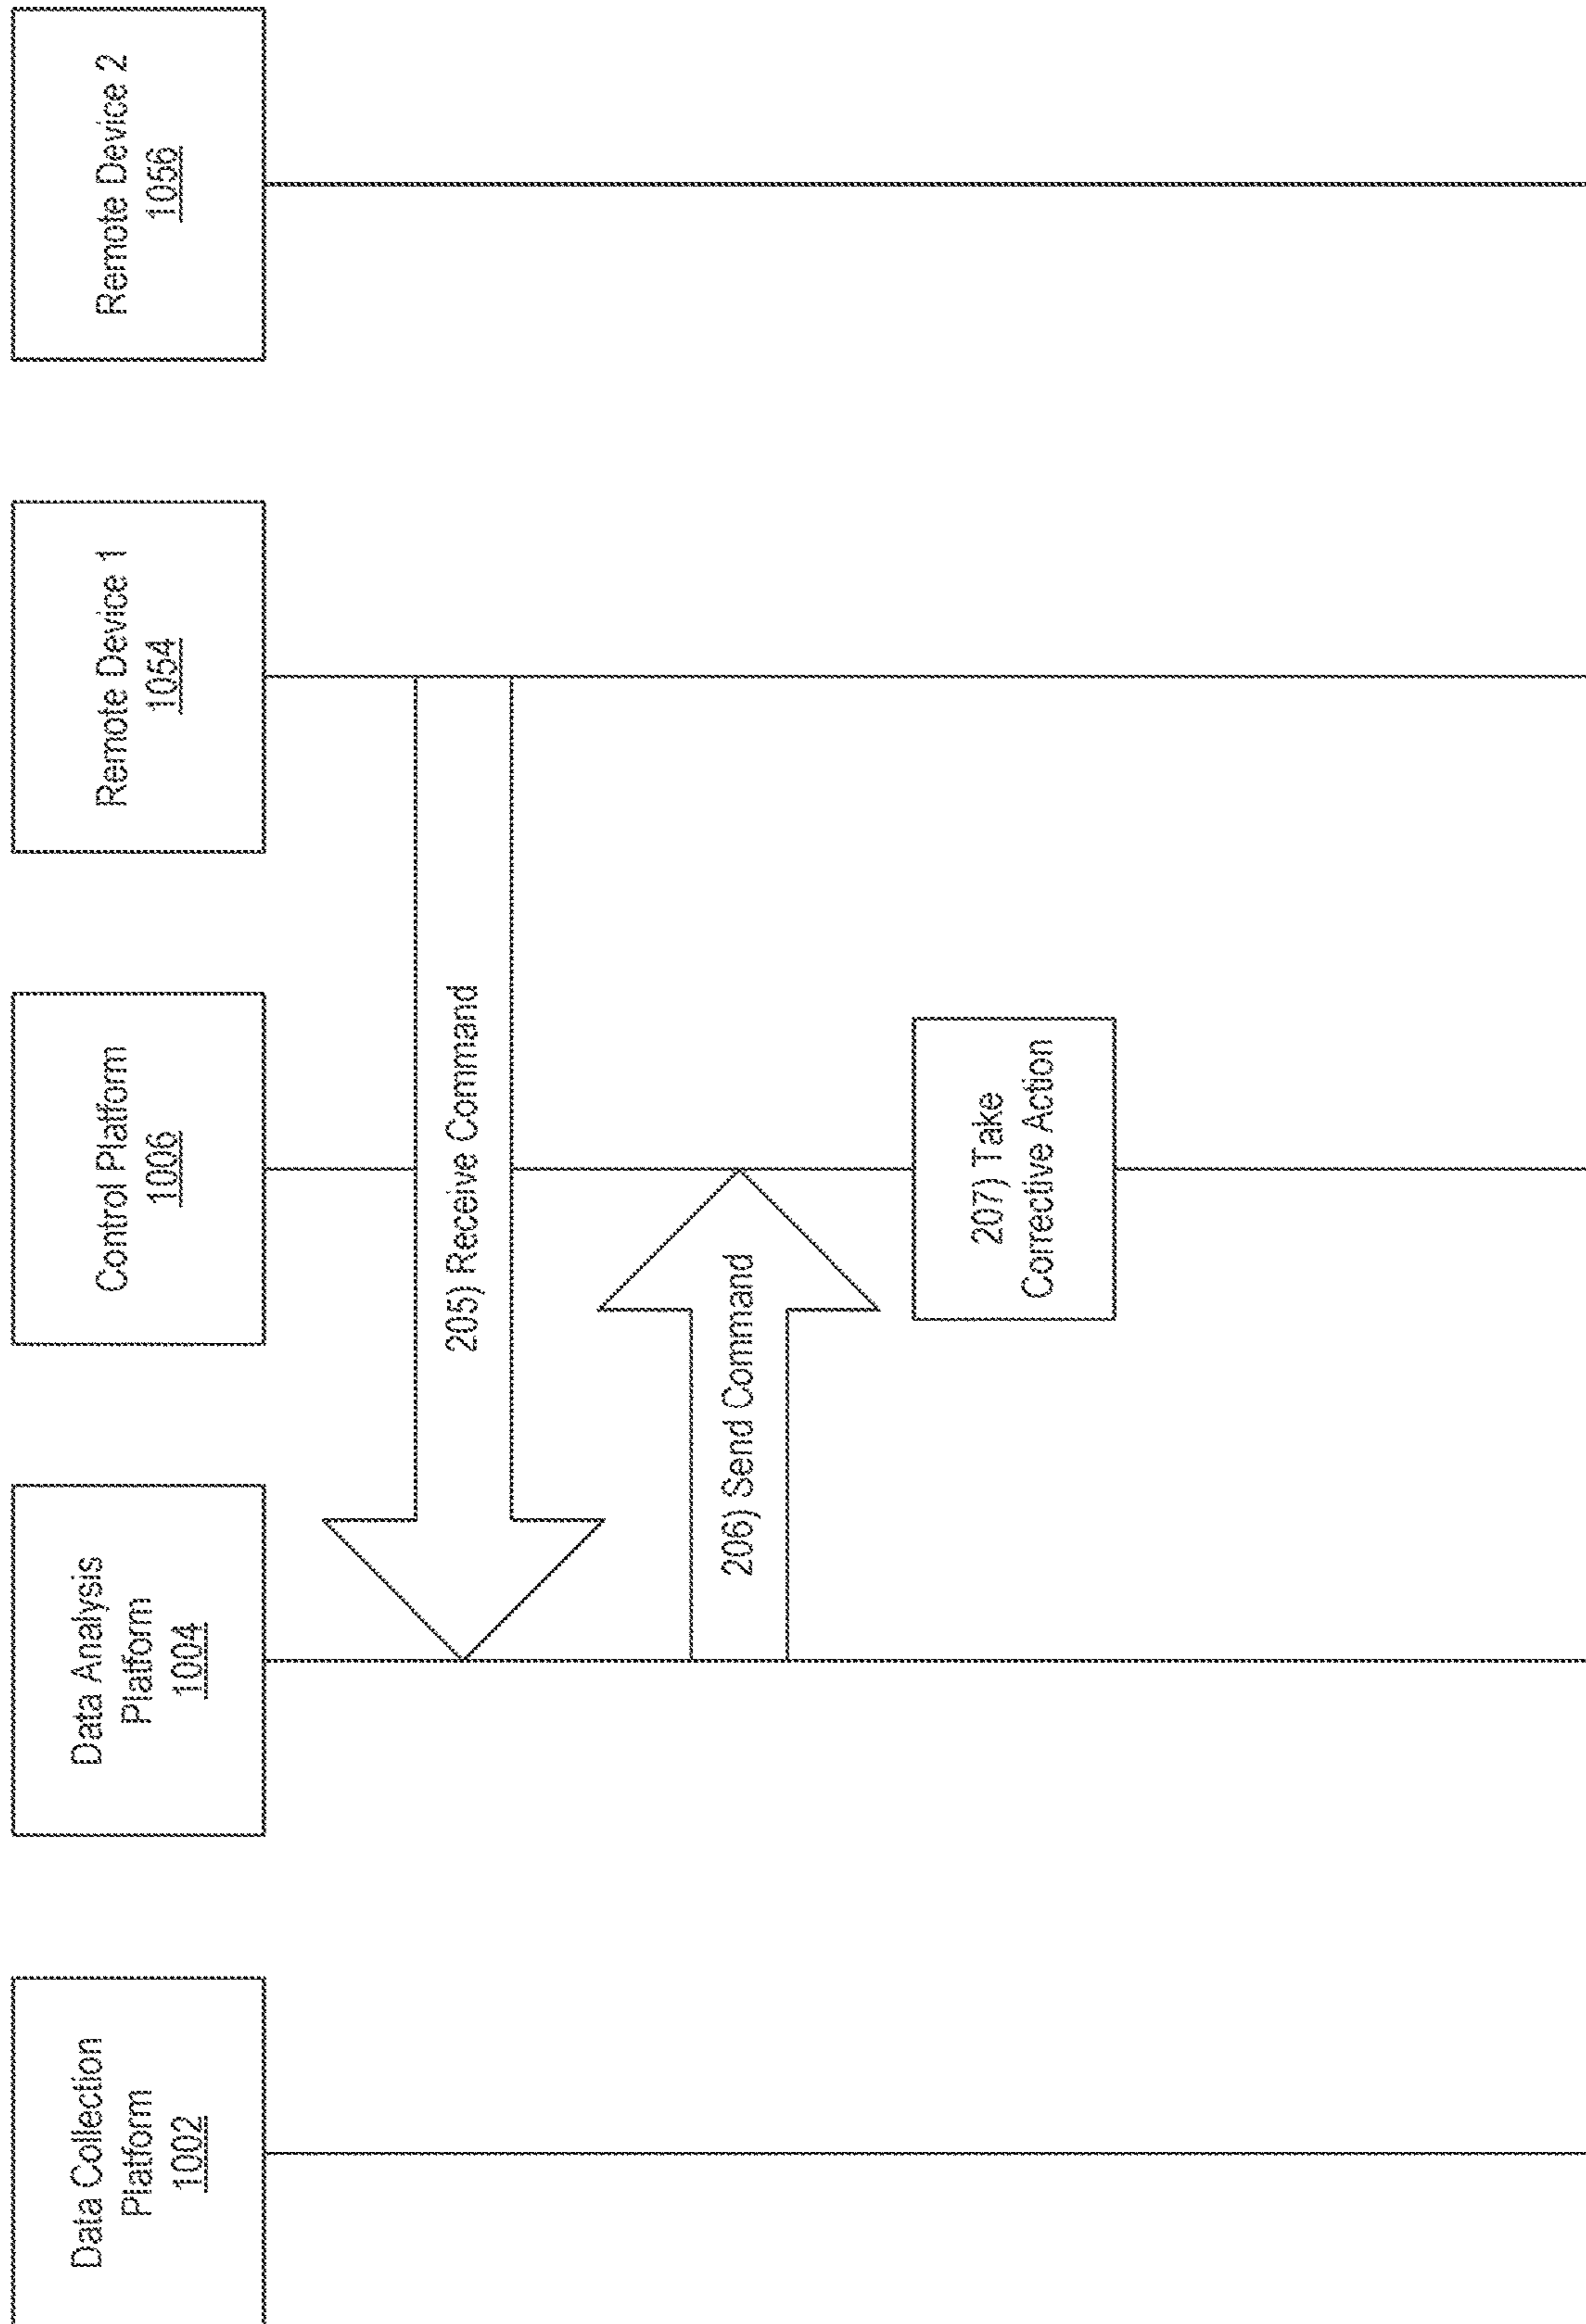 Data Collection
Platform
1002
Data Analysis
Platform
1004
Control Platform
1006
Remote Device 1
1054
Remote Device 2
1056
205) Receive Command
206) Send Command
207) Take
Corrective Action